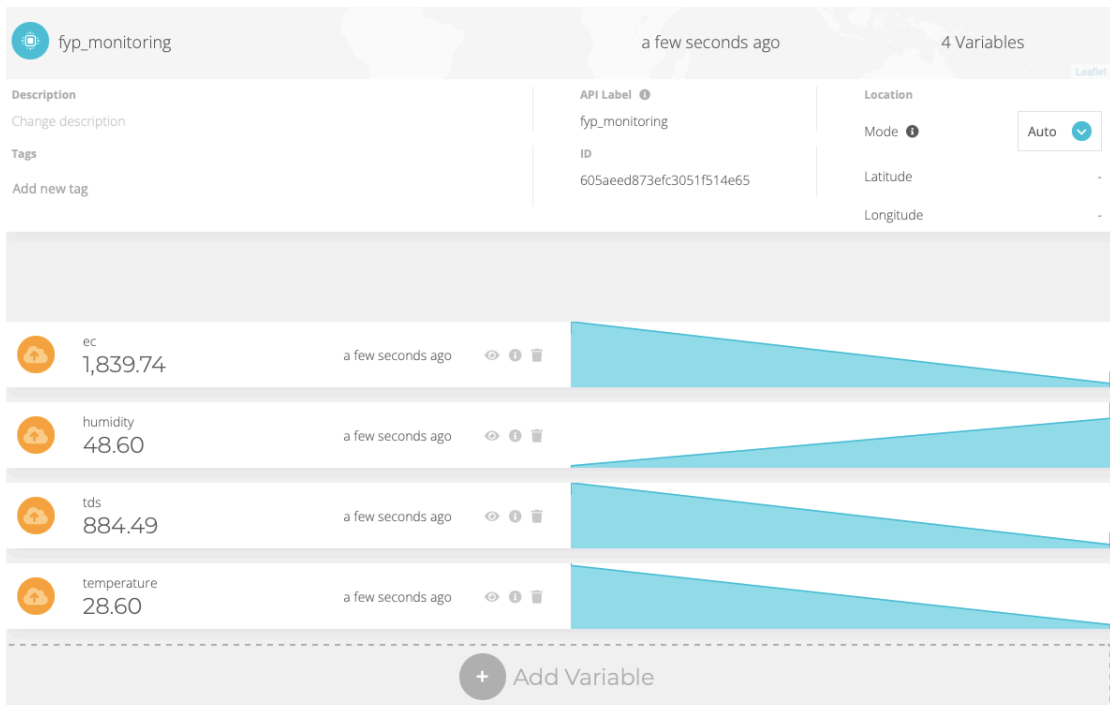 fyp_monitoring a few seconds ago 4 Variables
Leaflet
Description API Label Location
Change description fyp_monitoring Mode Auto
Tags ID
Add new tag 605aeed873efc3051f514e65 Latitude -
Longitude -
ec
1,839.74 a few seconds ago
humidity
48.60 a few seconds ago
tds
884.49 a few seconds ago
temperature
28.60 a few seconds ago
Add Variable